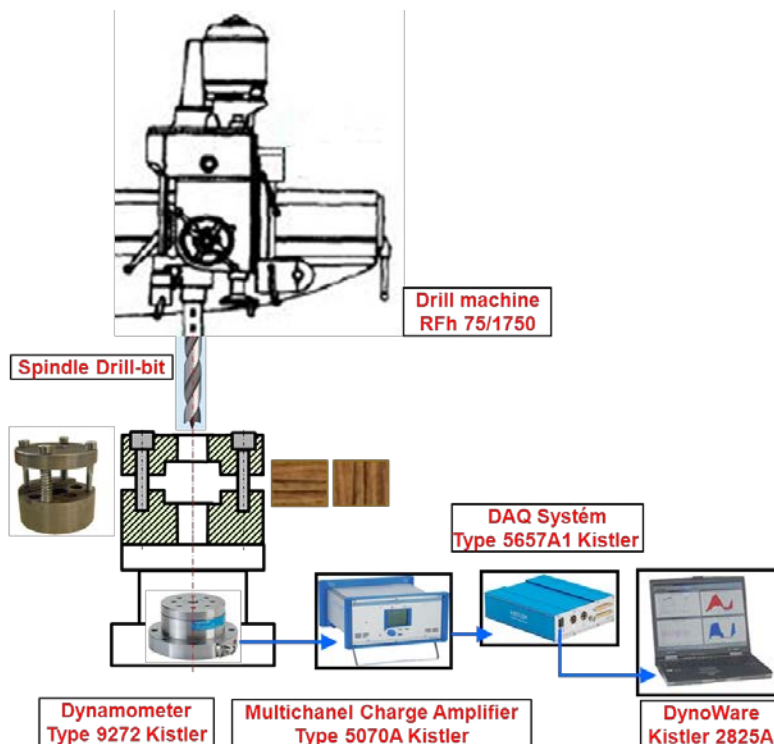 Drill machine
RFh 75/1750
Spindle Drill-bit
DAQ Systém
Type 5657A1 Kistler
Dynamometer
Type 9272 Kistler
Multichanel Charge Amplifier
Type 5070A Kistler
DynoWare
Kistler 2825A